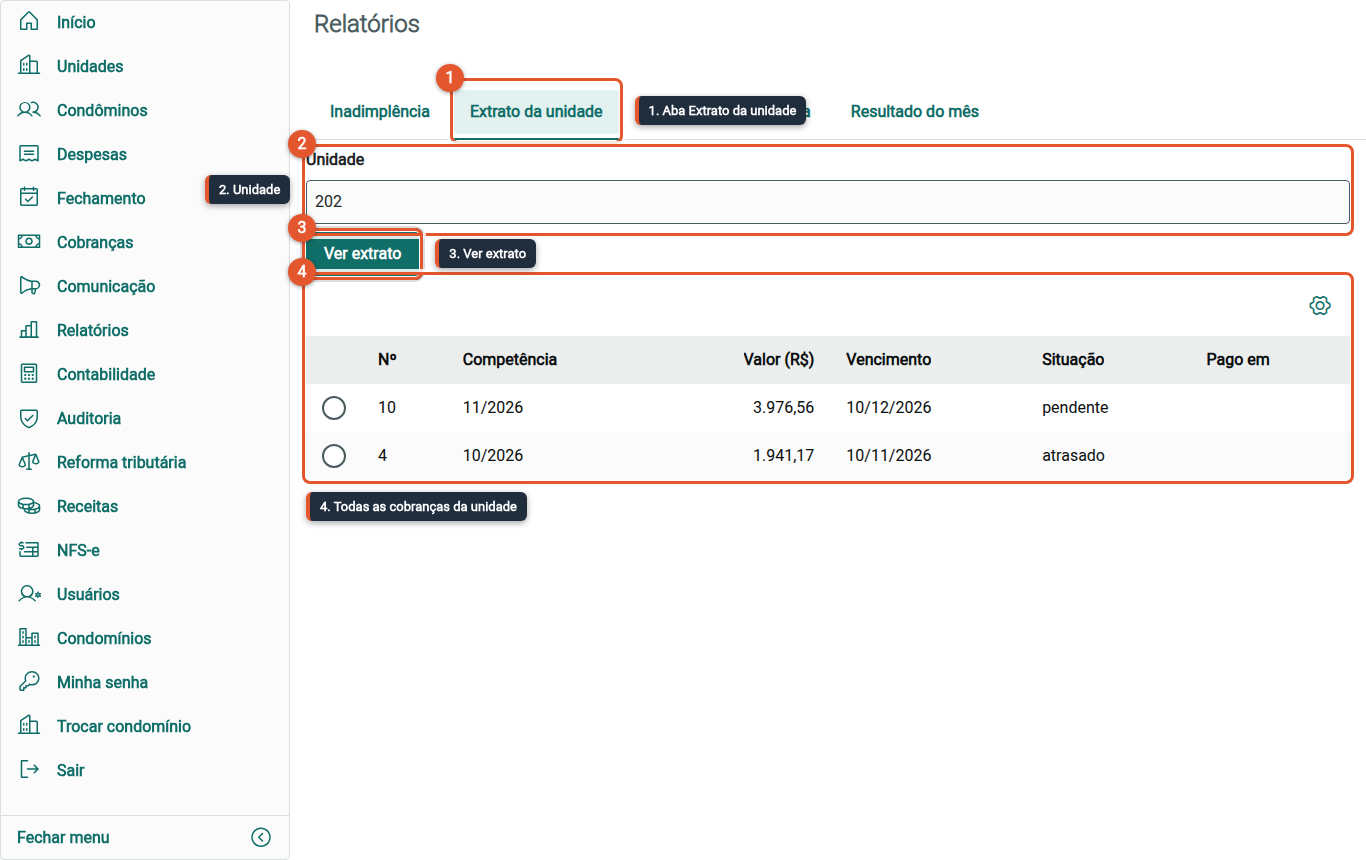 Início
Unidades
Condôminos
Despesas
Fechamento
Cobranças
Comunicação
Relatórios
Contabilidade
Auditoria
Reforma tributária
Receitas
NFS-e
Usuários
Condomínios
Minha senha
Trocar condomínio
Sair
Fechar menu
Relatórios
1
Inadimplência
Extrato da unidade
1. Aba Extrato da unidade
a
Resultado do mês
2
Unidade
2. Unidade
202
3
Ver extrato
3. Ver extrato
4
Nº Competência Valor (R$) Vencimento Situação Pago em
10 11/2026 3.976,56 10/12/2026 pendente
4 10/2026 1.941,17 10/11/2026 atrasado
4. Todas as cobranças da unidade